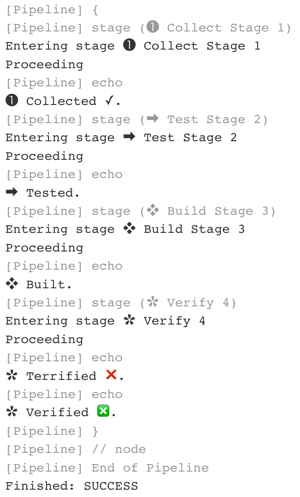 [Pipeline] {
[Pipeline] stage (❶ Collect Stage 1)
Entering stage ❶ Collect Stage 1
Proceeding
[Pipeline] echo
❶ Collected ✓.
[Pipeline] stage (➡ Test Stage 2)
Entering stage ➡ Test Stage 2
Proceeding
[Pipeline] echo
➡ Tested.
[Pipeline] stage (❖ Build Stage 3)
Entering stage ❖ Build Stage 3
Proceeding
[Pipeline] echo
❖ Built.
[Pipeline] stage (✲ Verify 4)
Entering stage ✲ Verify 4
Proceeding
[Pipeline] echo
✲ Terrified ❌.
[Pipeline] echo
✲ Verified ❎.
[Pipeline] }
[Pipeline] // node
[Pipeline] End of Pipeline
Finished: SUCCESS